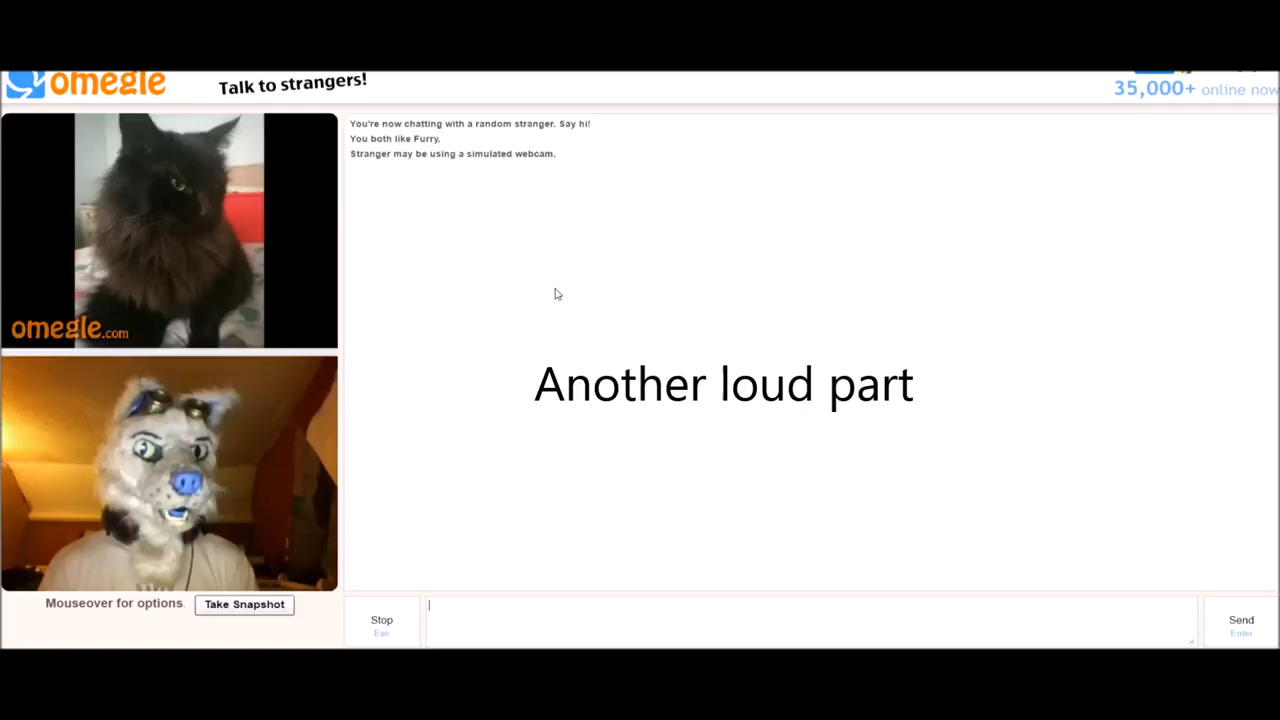 omegle
Talk to strangers!
35,000+ online now
You're now chatting with a random stranger. Say hi!
You both like Furry.
Stranger may be using a simulated webcam.
omegle.com
Another loud part
Mouseover for options.
Take Snapshot
Stop
Esc
Send
Enter